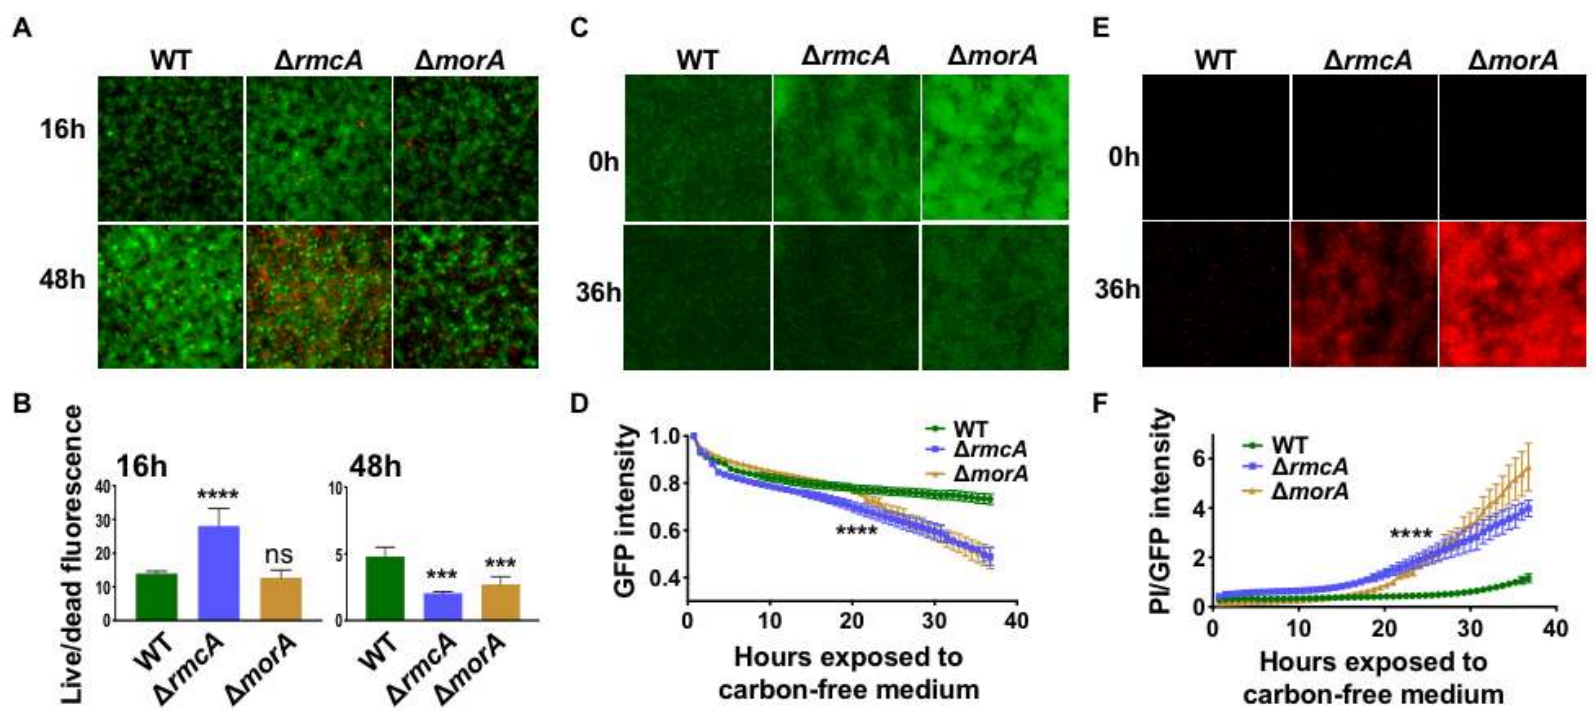 A
WT ΔrmcA ΔmorA
16h
48h
B
Live/dead fluorescence
16h
40
30
20
10
0
****
ns
WT ΔrmcA ΔmorA
48h
10
5
0
***
***
WT ΔrmcA ΔmorA
C
WT ΔrmcA ΔmorA
0h
36h
D
GFP intensity
1.0
0.8
0.6
0.4
WT
ΔrmcA
ΔmorA
****
0 10 20 30 40
Hours exposed to
carbon-free medium
E
WT ΔrmcA ΔmorA
0h
36h
F
PI/GFP intensity
6
4
2
0
WT
ΔrmcA
ΔmorA
****
0 10 20 30 40
Hours exposed to
carbon-free medium